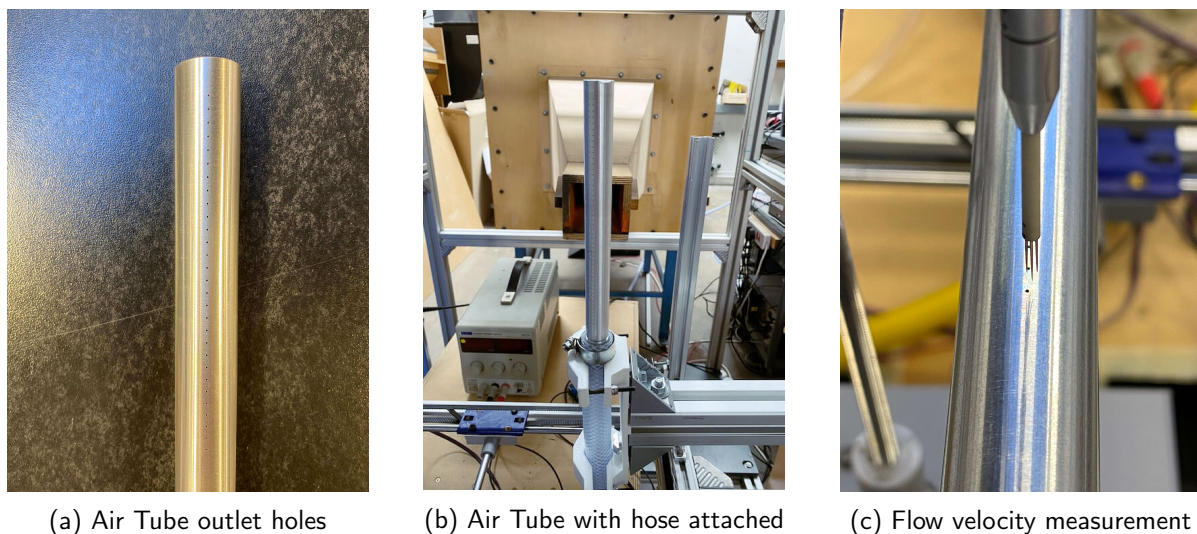 (a) Air Tube outlet holes
(b) Air Tube with hose attached
(c) Flow velocity measurement